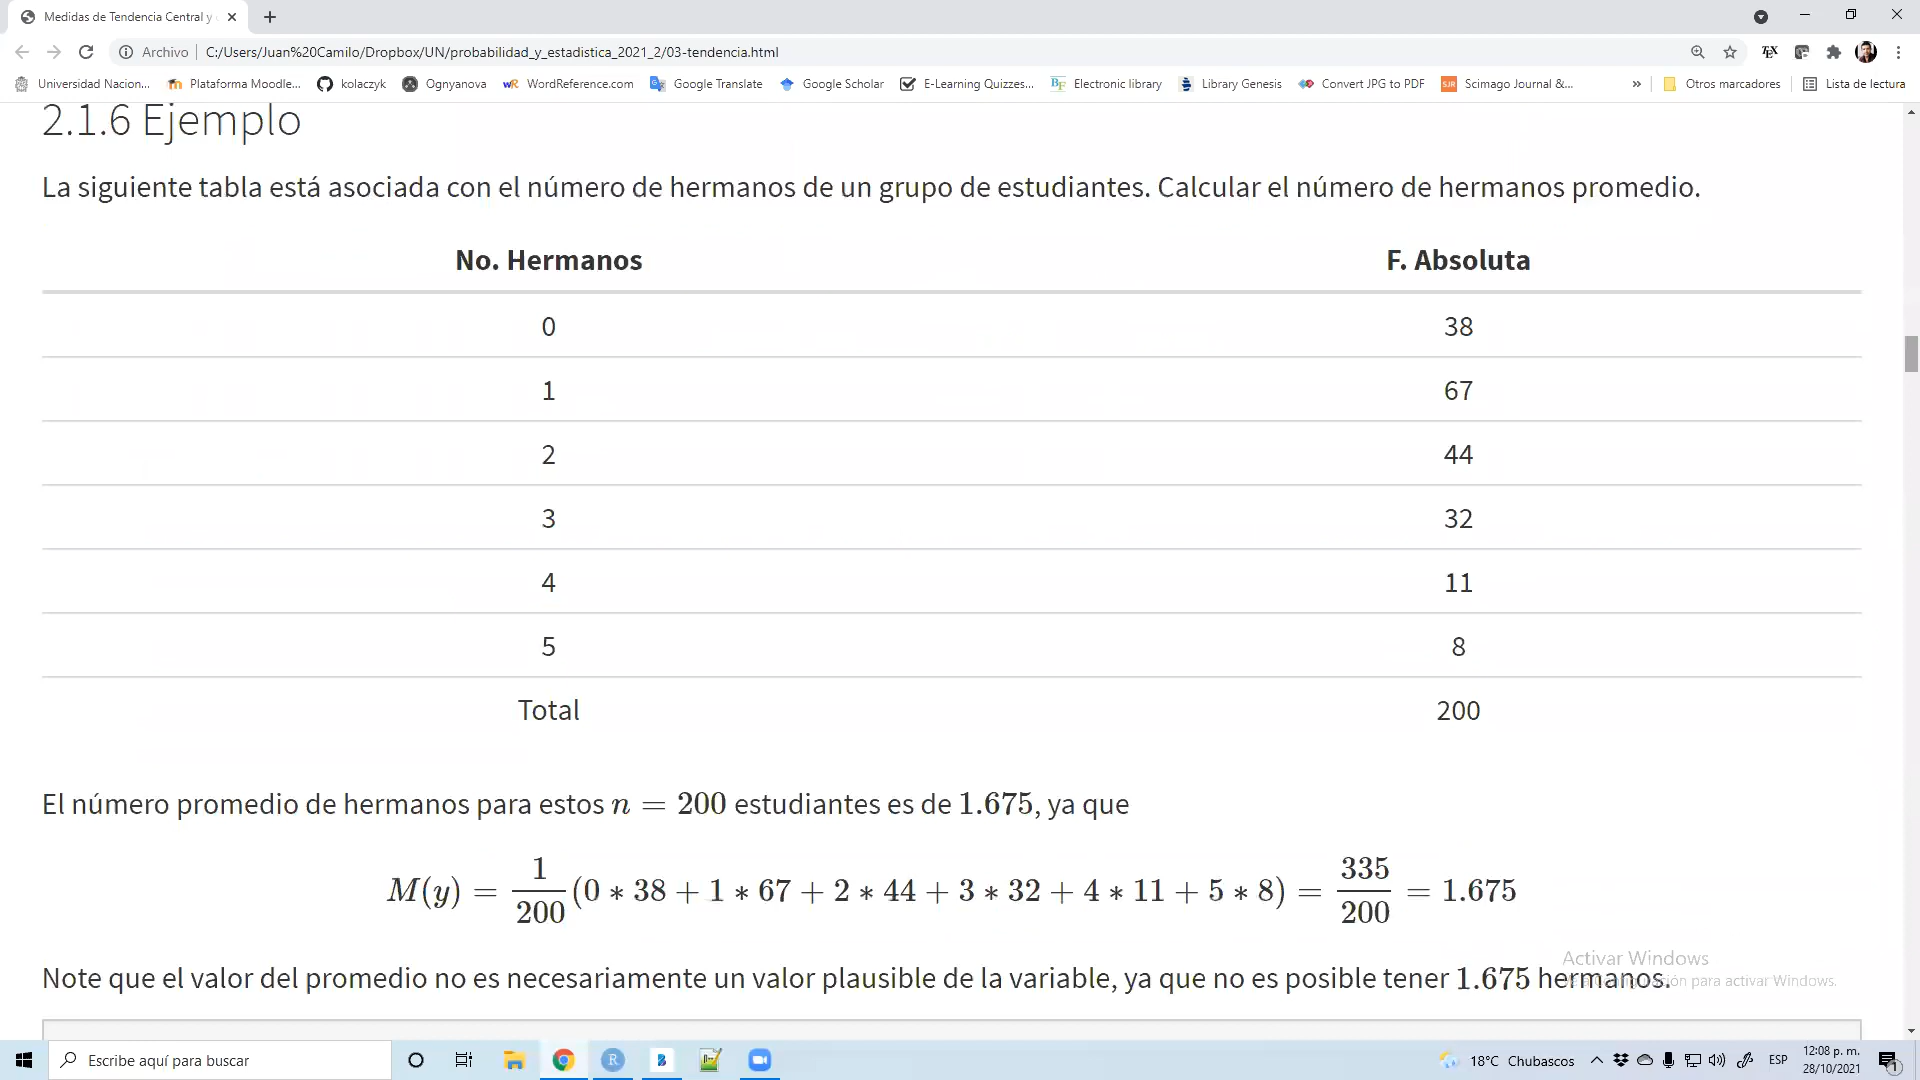 Medidas de Tendencia Central y
Archivo C:/Users/Juan%20Camilo/Dropbox/UN/probabilidad_y_estadistica_2021_2/03-tendencia.html
Universidad Nacion... Plataforma Moodle... kolaczyk Ognyanova WordReference.com Google Translate Google Scholar E-Learning Quizzes... Electronic library Library Genesis Convert JPG to PDF Scimago Journal &... » Otros marcadores Lista de lectura
2.1.6 Ejemplo
La siguiente tabla está asociada con el número de hermanos de un grupo de estudiantes. Calcular el número de hermanos promedio.
No. Hermanos F. Absoluta
0 38
1 67
2 44
3 32
4 11
5 8
Total 200
El número promedio de hermanos para estos n = 200 estudiantes es de 1.675, ya que
M(y) = 1/200 (0 * 38 + 1 * 67 + 2 * 44 + 3 * 32 + 4 * 11 + 5 * 8) = 335/200 = 1.675
Activar Windows
Note que el valor del promedio no es necesariamente un valor plausible de la variable, ya que no es posible tener 1.675 hermanos.
para activar Windows.
Escribe aquí para buscar
18°C Chubascos ESP 12:08 p. m.
28/10/2021